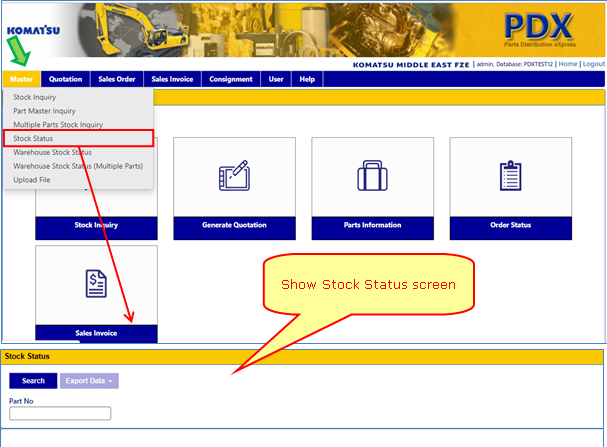 KOMATSU
PDX
Parts Distribution eXpress
KOMATSU MIDDLE EAST FZE | admin, Database: PDXTEST12 | Home | Logout
Master Quotation Sales Order Sales Invoice Consignment User Help
Stock Inquiry
Part Master Inquiry
Multiple Parts Stock Inquiry
Stock Status
Warehouse Stock Status
Warehouse Stock Status (Multiple Parts)
Upload File
Stock Inquiry Generate Quotation Parts Information Order Status
Sales Invoice
Show Stock Status screen
Stock Status
Search Export Data
Part No